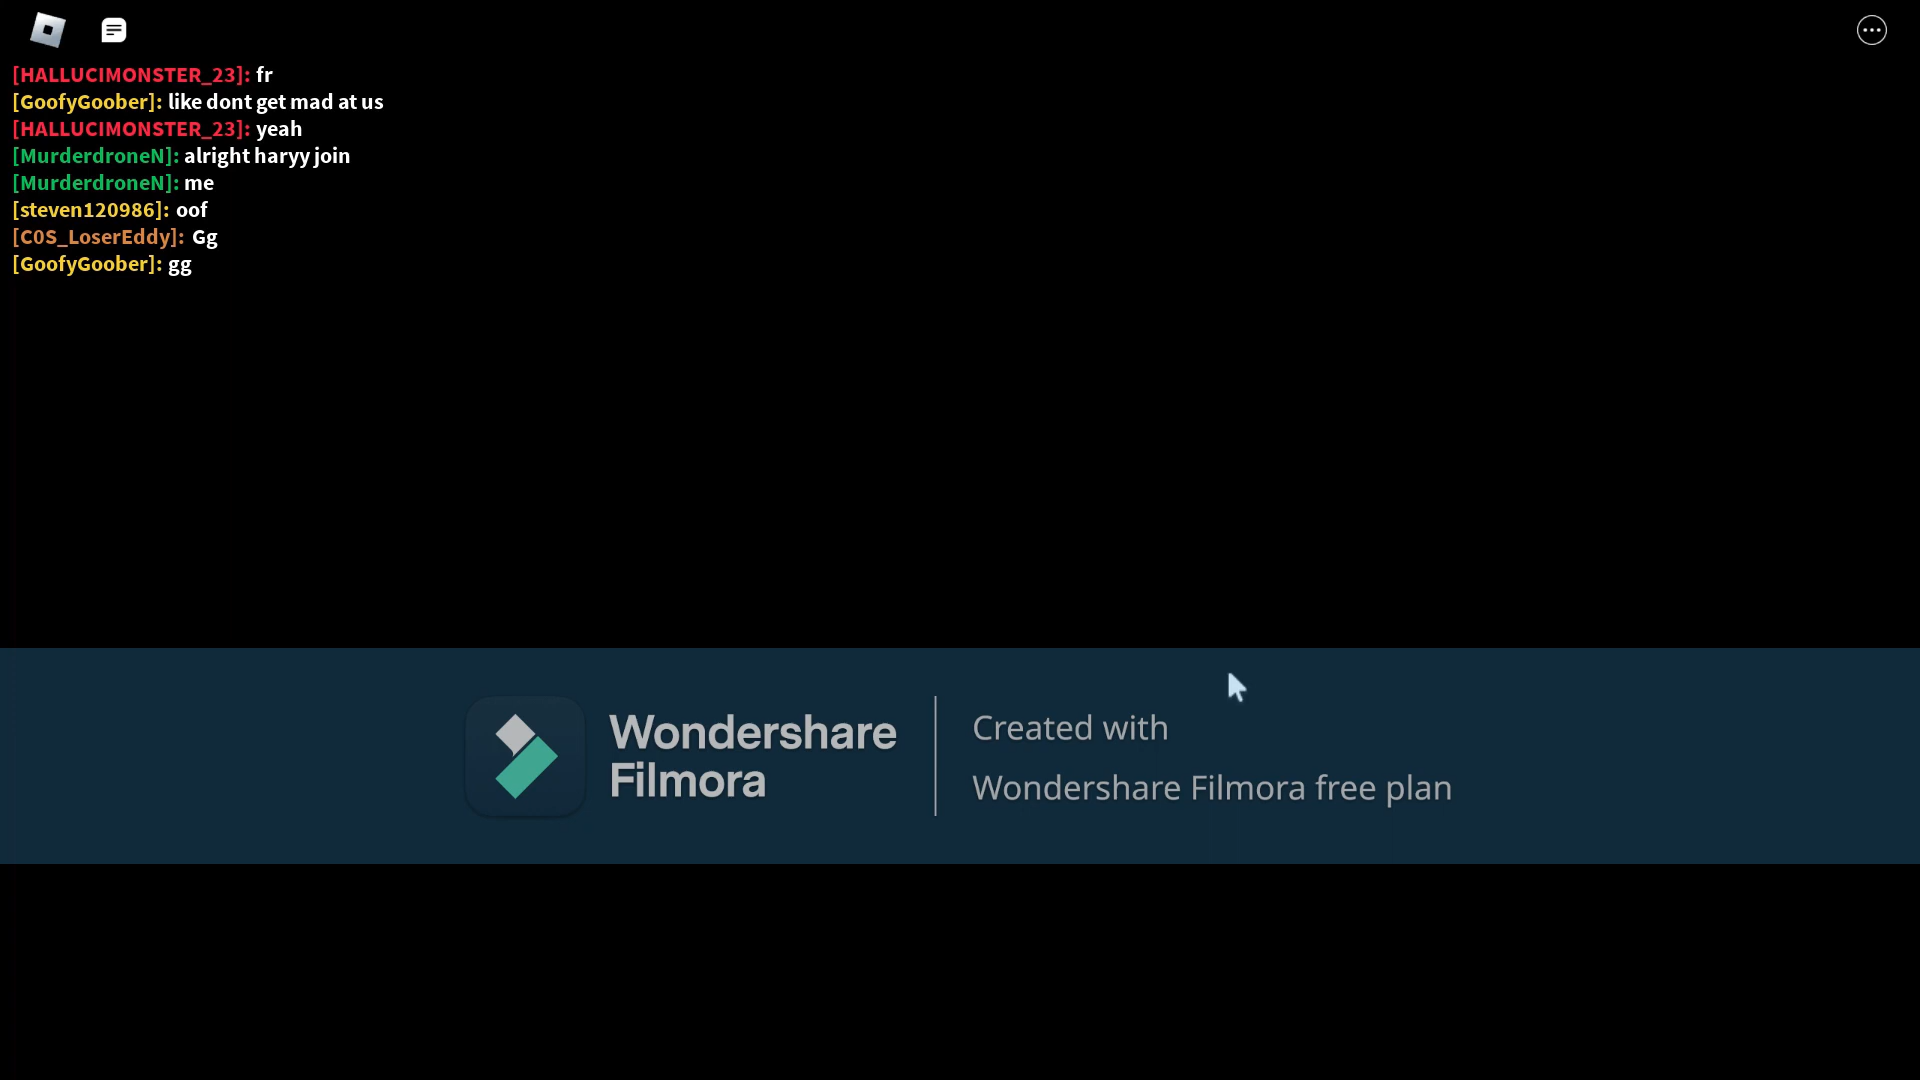 [HALLUCIMONSTER_23]: fr
[GoofyGoober]: like dont get mad at us
[HALLUCIMONSTER_23]: yeah
[MurderdroneN]: alright haryy join
[MurderdroneN]: me
[steven120986]: oof
[C0S_LoserEddy]: Gg
[GoofyGoober]: gg
Wondershare
Filmora
Created with
Wondershare Filmora free plan